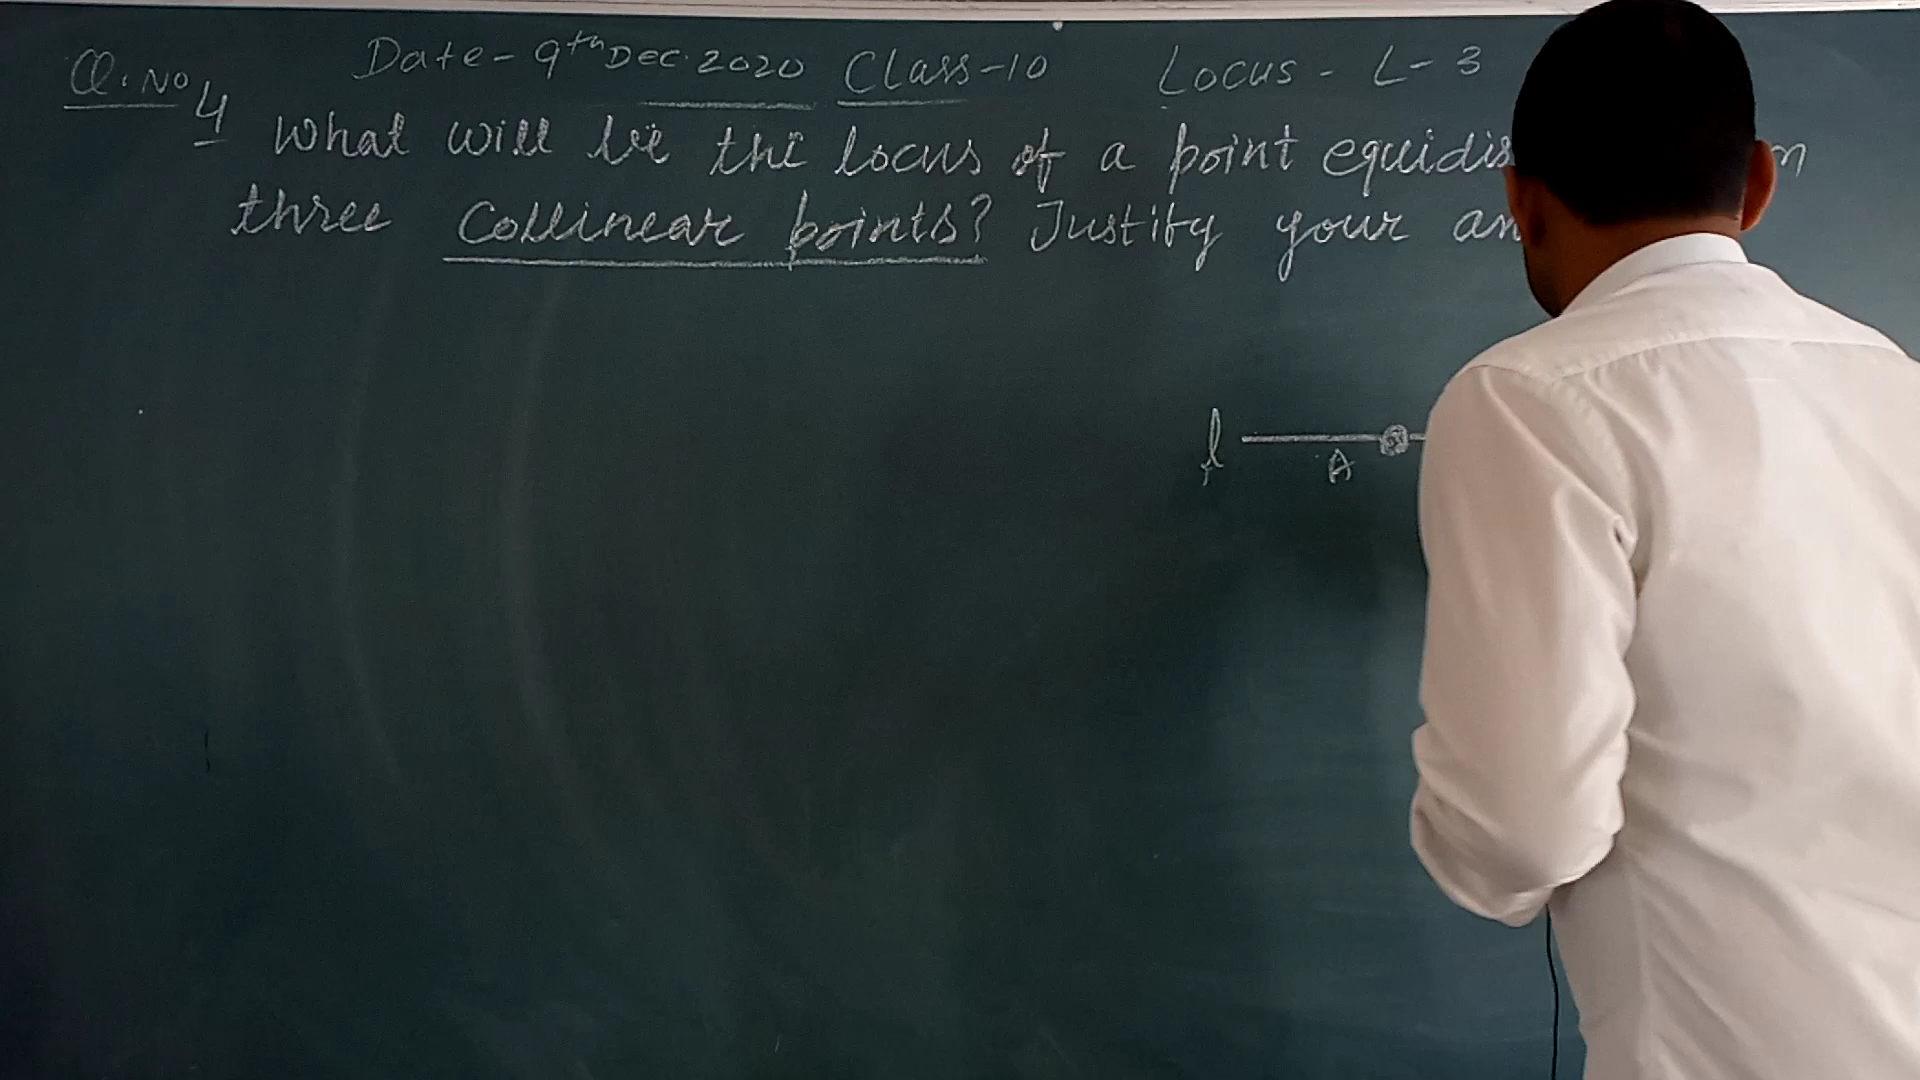 Q.No 4 Date - 9th Dec. 2020 Class-10 Locus - L-3
What will be the locus of a point equidis m
three Collinear points? Justify your an
l A